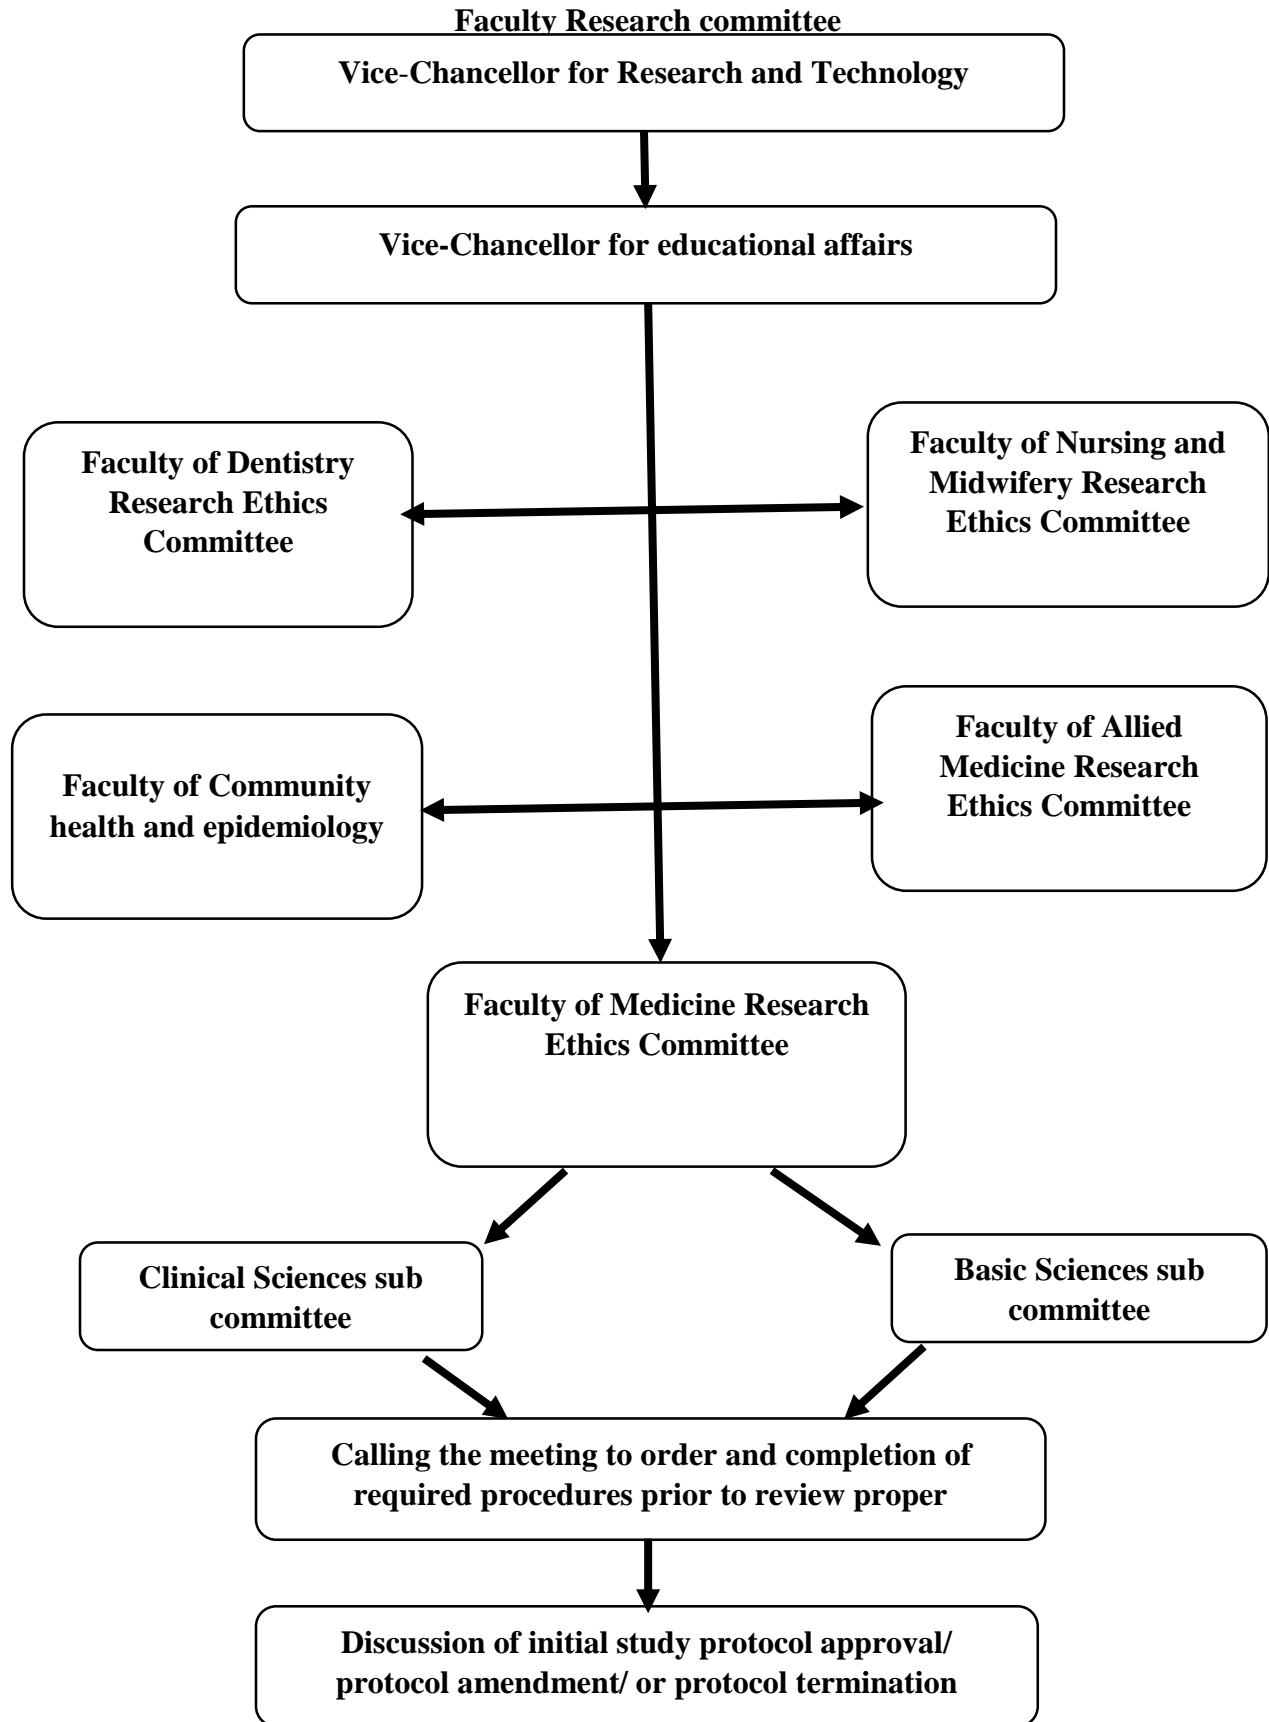 Faculty Research committee
Vice-Chancellor for Research and Technology
Vice-Chancellor for educational affairs
Faculty of Dentistry
Research Ethics
Committee
Faculty of Nursing and
Midwifery Research
Ethics Committee
Faculty of Community
health and epidemiology
Faculty of Allied
Medicine Research
Ethics Committee
Faculty of Medicine Research
Ethics Committee
Clinical Sciences sub
committee
Basic Sciences sub
committee
Calling the meeting to order and completion of
required procedures prior to review proper
Discussion of initial study protocol approval/
protocol amendment/ or protocol termination